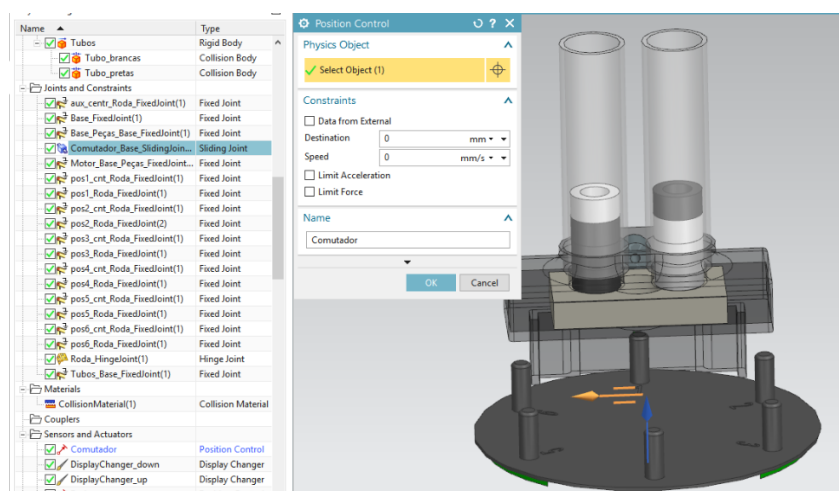 Name Type
Tubos Rigid Body
Tubo_brancas Collision Body
Tubo_pretas Collision Body
Joints and Constraints
aux_centr_Roda_FixedJoint(1) Fixed Joint
Base_FixedJoint(1) Fixed Joint
Base_Peças_Base_FixedJoint(1) Fixed Joint
Comutador_Base_SlidingJoin... Sliding Joint
Motor_Base_Peças_FixedJoint... Fixed Joint
pos1_cnt_Roda_FixedJoint(1) Fixed Joint
pos1_Roda_FixedJoint(1) Fixed Joint
pos2_cnt_Roda_FixedJoint(1) Fixed Joint
pos2_Roda_FixedJoint(2) Fixed Joint
pos3_cnt_Roda_FixedJoint(1) Fixed Joint
pos3_Roda_FixedJoint(1) Fixed Joint
pos4_cnt_Roda_FixedJoint(1) Fixed Joint
pos4_Roda_FixedJoint(1) Fixed Joint
pos5_cnt_Roda_FixedJoint(1) Fixed Joint
pos5_Roda_FixedJoint(1) Fixed Joint
pos6_cnt_Roda_FixedJoint(1) Fixed Joint
pos6_Roda_FixedJoint(1) Fixed Joint
Roda_HingeJoint(1) Hinge Joint
Tubos_Base_FixedJoint(1) Fixed Joint
Materials
CollisionMaterial(1) Collision Material
Couplers
Sensors and Actuators
Comutador Position Control
DisplayChanger_down Display Changer
DisplayChanger_up Display Changer
Position Control
Physics Object
Select Object (1)
Constraints
Data from External
Destination 0 mm
Speed 0 mm/s
Limit Acceleration
Limit Force
Name
Comutador
OK Cancel